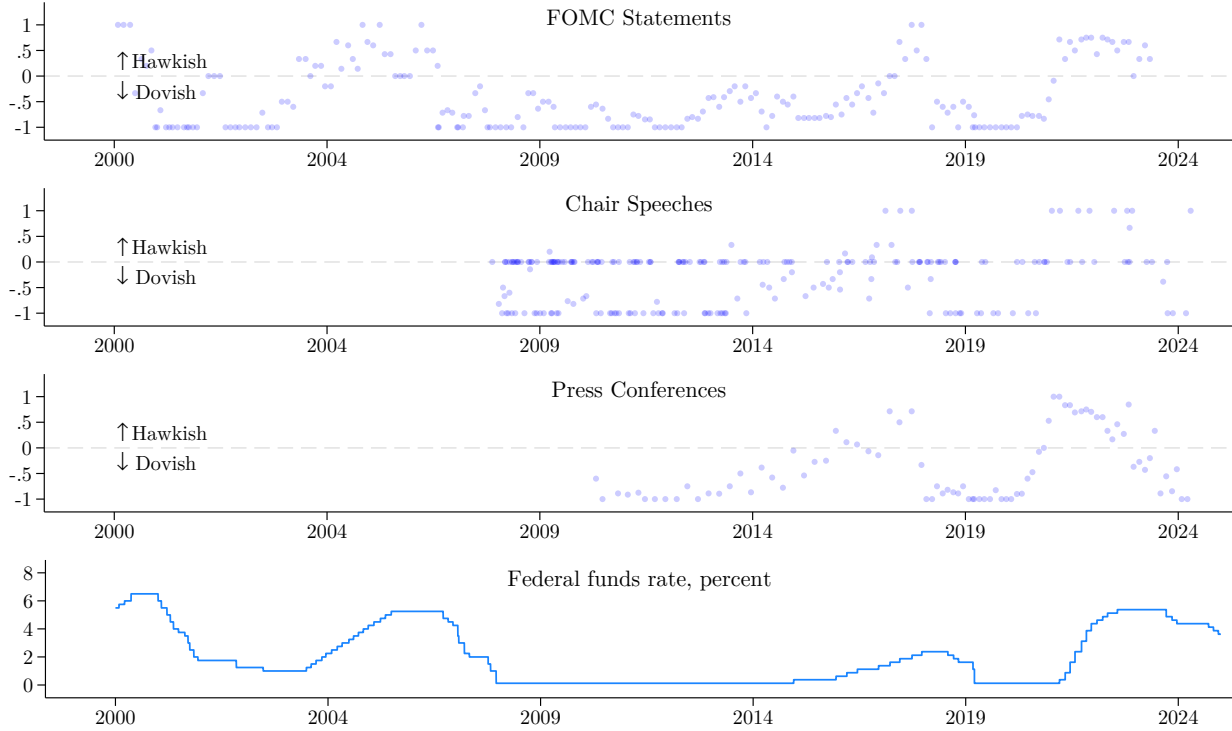 FOMC Statements
1
.5
0
-.5
-1
↑ Hawkish
↓ Dovish
2000 2004 2009 2014 2019 2024
Chair Speeches
1
.5
0
-.5
-1
↑ Hawkish
↓ Dovish
2000 2004 2009 2014 2019 2024
Press Conferences
1
.5
0
-.5
-1
↑ Hawkish
↓ Dovish
2000 2004 2009 2014 2019 2024
Federal funds rate, percent
8
6
4
2
0
2000 2004 2009 2014 2019 2024